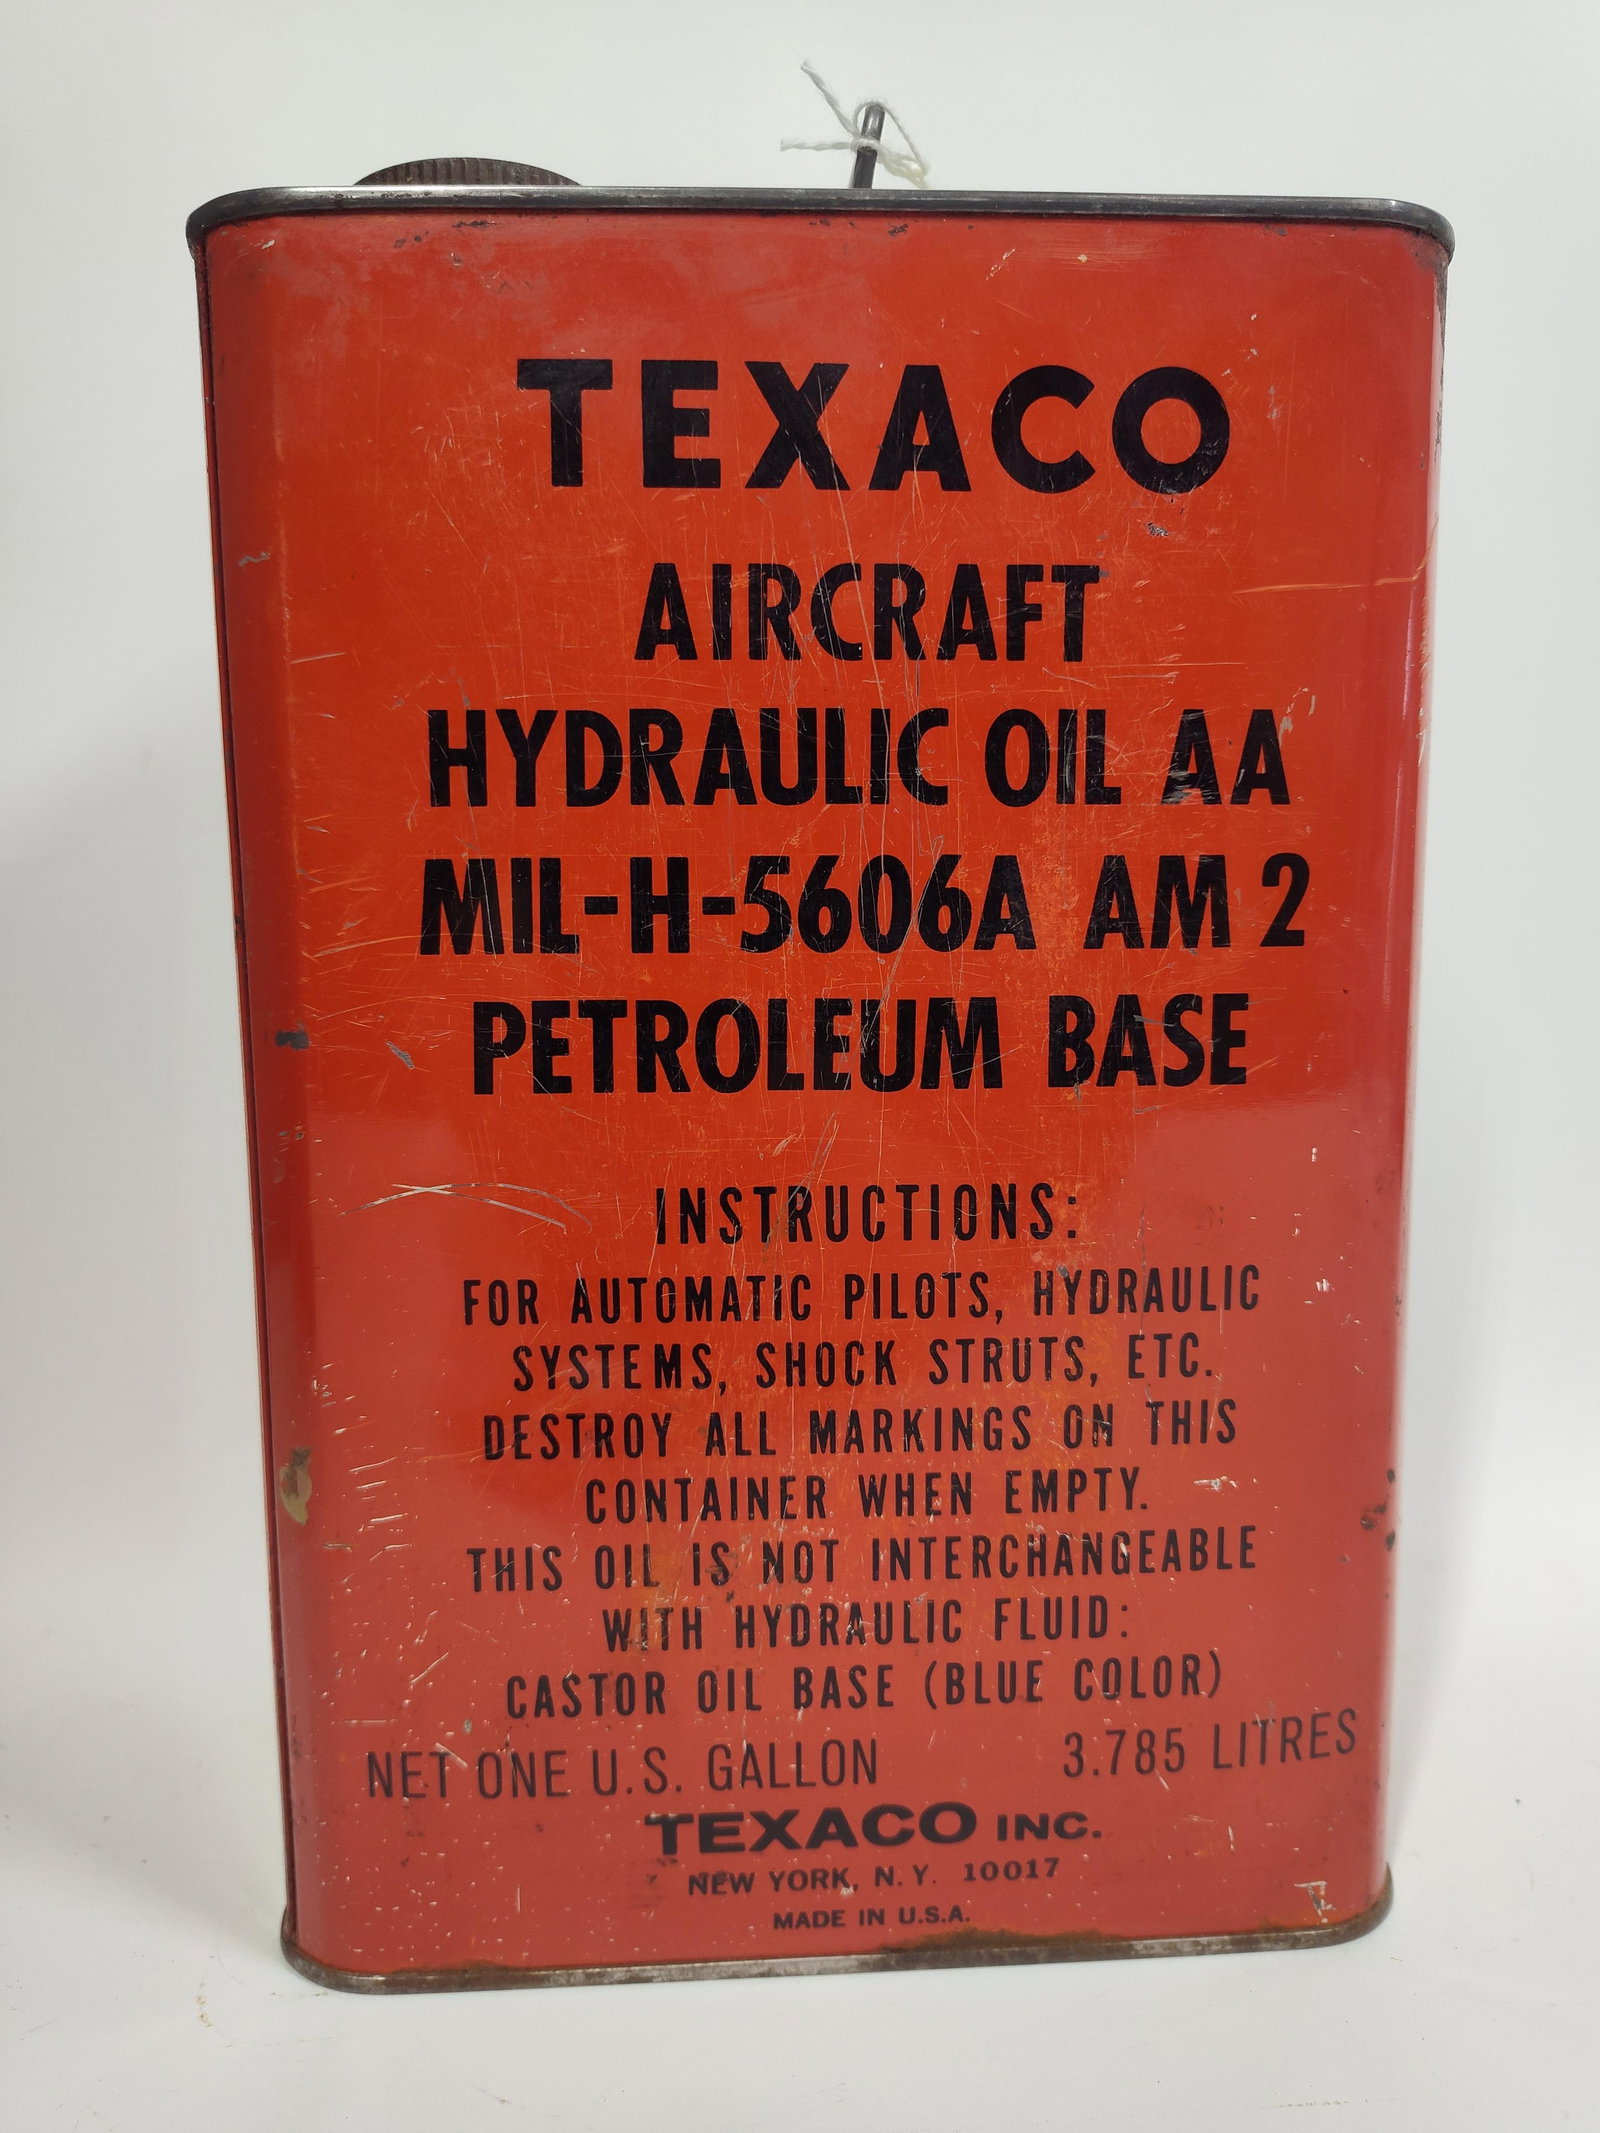 TEXACO
AIRCRAFT
HYDRAULIC OIL AA
MIL-H-5606A AM 2
PETROLEUM BASE
INSTRUCTIONS:
FOR AUTOMATIC PILOTS, HYDRAULIC
SYSTEMS, SHOCK STRUTS, ETC.
DESTROY ALL MARKINGS ON THIS
CONTAINER WHEN EMPTY.
THIS OIL IS NOT INTERCHANGEABLE
WITH HYDRAULIC FLUID:
CASTOR OIL BASE (BLUE COLOR)
NET ONE U.S. GALLON 3.785 LITRES
TEXACO INC.
NEW YORK, N.Y. 10017
MADE IN U.S.A.